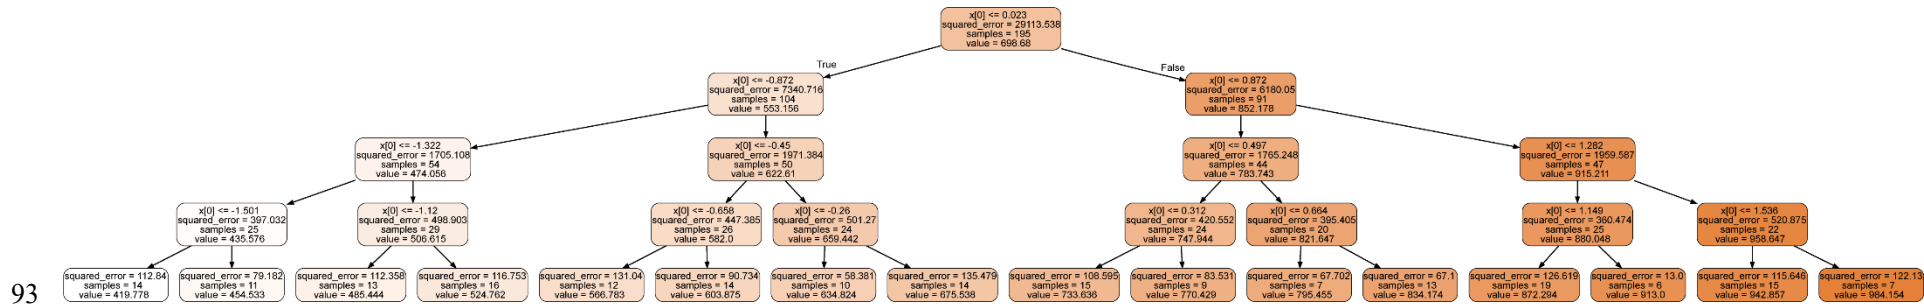 x[0] <= 0.023
squared_error = 29113.538
samples = 195
value = 698.68
True
False
x[0] <= -0.872
squared_error = 7340.716
samples = 104
value = 553.156
x[0] <= 0.872
squared_error = 6180.05
samples = 91
value = 852.178
x[0] <= -1.322
squared_error = 1705.108
samples = 54
value = 474.056
x[0] <= -0.45
squared_error = 1971.384
samples = 50
value = 622.61
x[0] <= 0.497
squared_error = 1765.248
samples = 44
value = 783.743
x[0] <= 1.282
squared_error = 1959.587
samples = 47
value = 915.211
x[0] <= -1.501
squared_error = 397.032
samples = 25
value = 435.576
x[0] <= -1.12
squared_error = 498.903
samples = 29
value = 506.615
x[0] <= -0.658
squared_error = 447.385
samples = 26
value = 582.0
x[0] <= -0.26
squared_error = 501.27
samples = 24
value = 659.442
x[0] <= 0.312
squared_error = 420.552
samples = 24
value = 747.944
x[0] <= 0.664
squared_error = 395.405
samples = 20
value = 821.647
x[0] <= 1.149
squared_error = 360.474
samples = 25
value = 880.048
x[0] <= 1.536
squared_error = 520.875
samples = 22
value = 958.647
squared_error = 112.84
samples = 14
value = 419.778
squared_error = 79.182
samples = 11
value = 454.533
squared_error = 112.358
samples = 13
value = 485.444
squared_error = 116.753
samples = 16
value = 524.762
squared_error = 131.04
samples = 12
value = 566.783
squared_error = 90.734
samples = 14
value = 603.875
squared_error = 58.381
samples = 10
value = 634.824
squared_error = 135.479
samples = 14
value = 675.538
squared_error = 108.595
samples = 15
value = 733.636
squared_error = 83.531
samples = 9
value = 770.429
squared_error = 67.702
samples = 7
value = 795.455
squared_error = 67.1
samples = 13
value = 834.174
squared_error = 126.619
samples = 19
value = 872.294
squared_error = 13.0
samples = 6
value = 913.0
squared_error = 115.646
samples = 15
value = 942.857
squared_error = 122.13
samples = 7
value = 984.154
93